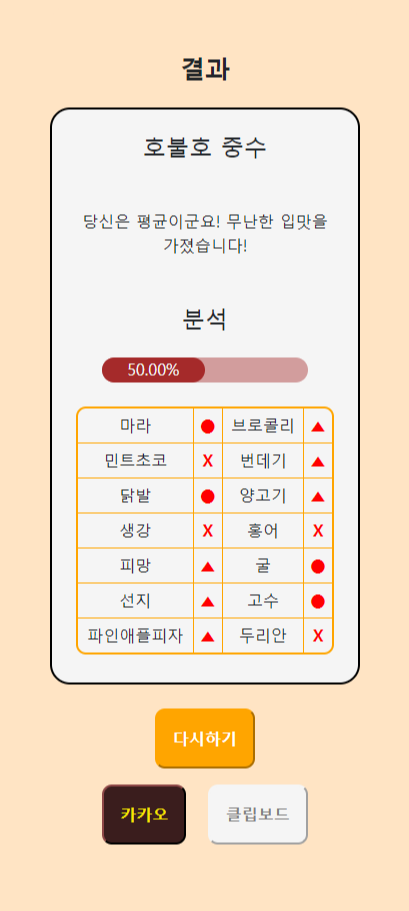 결과
호불호 중수
당신은 평균이군요! 무난한 입맛을
가졌습니다!
분석
50.00%
마라 ● 브로콜리 ▲
민트초코 X 번데기 ▲
닭발 ● 양고기 ▲
생강 X 홍어 X
피망 ▲ 굴 ●
선지 ▲ 고수 ●
파인애플피자 ▲ 두리안 X
다시하기
카카오 클립보드